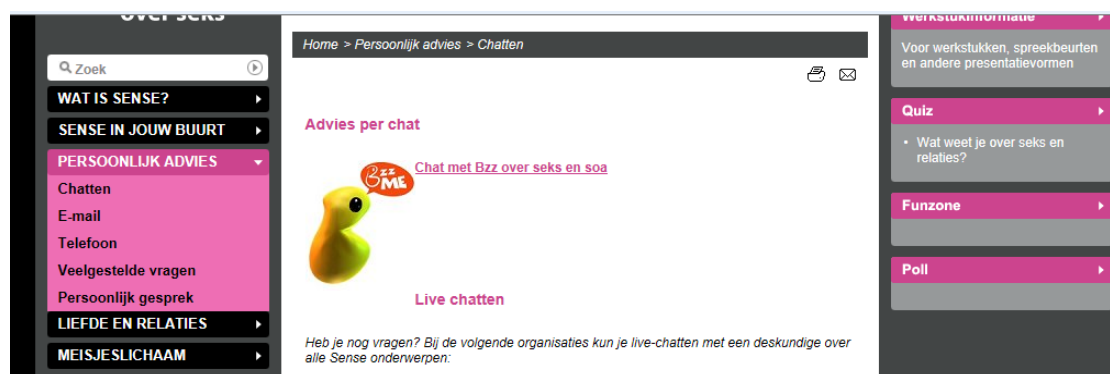 over seks
Zoek
WAT IS SENSE?
SENSE IN JOUW BUURT
PERSOONLIJK ADVIES
Chatten
E-mail
Telefoon
Veelgestelde vragen
Persoonlijk gesprek
LIEFDE EN RELATIES
MEISJESLICHAAM
Home > Persoonlijk advies > Chatten
Advies per chat
Bzz
ME
Chat met Bzz over seks en soa
Live chatten
Heb je nog vragen? Bij de volgende organisaties kun je live-chatten met een deskundige over
alle Sense onderwerpen:
Werkstukinformatie
Voor werkstukken, spreekbeurten
en andere presentatievormen
Quiz
• Wat weet je over seks en
relaties?
Funzone
Poll